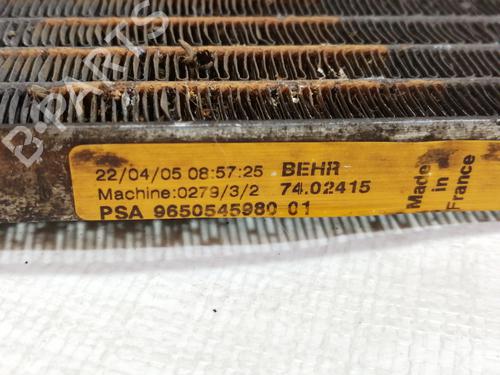 B-PARTS
22/04/05 08:57:25 BEHR
Machine:0279/3/2 74.02415
PSA 9650545980 01
Made
in
France